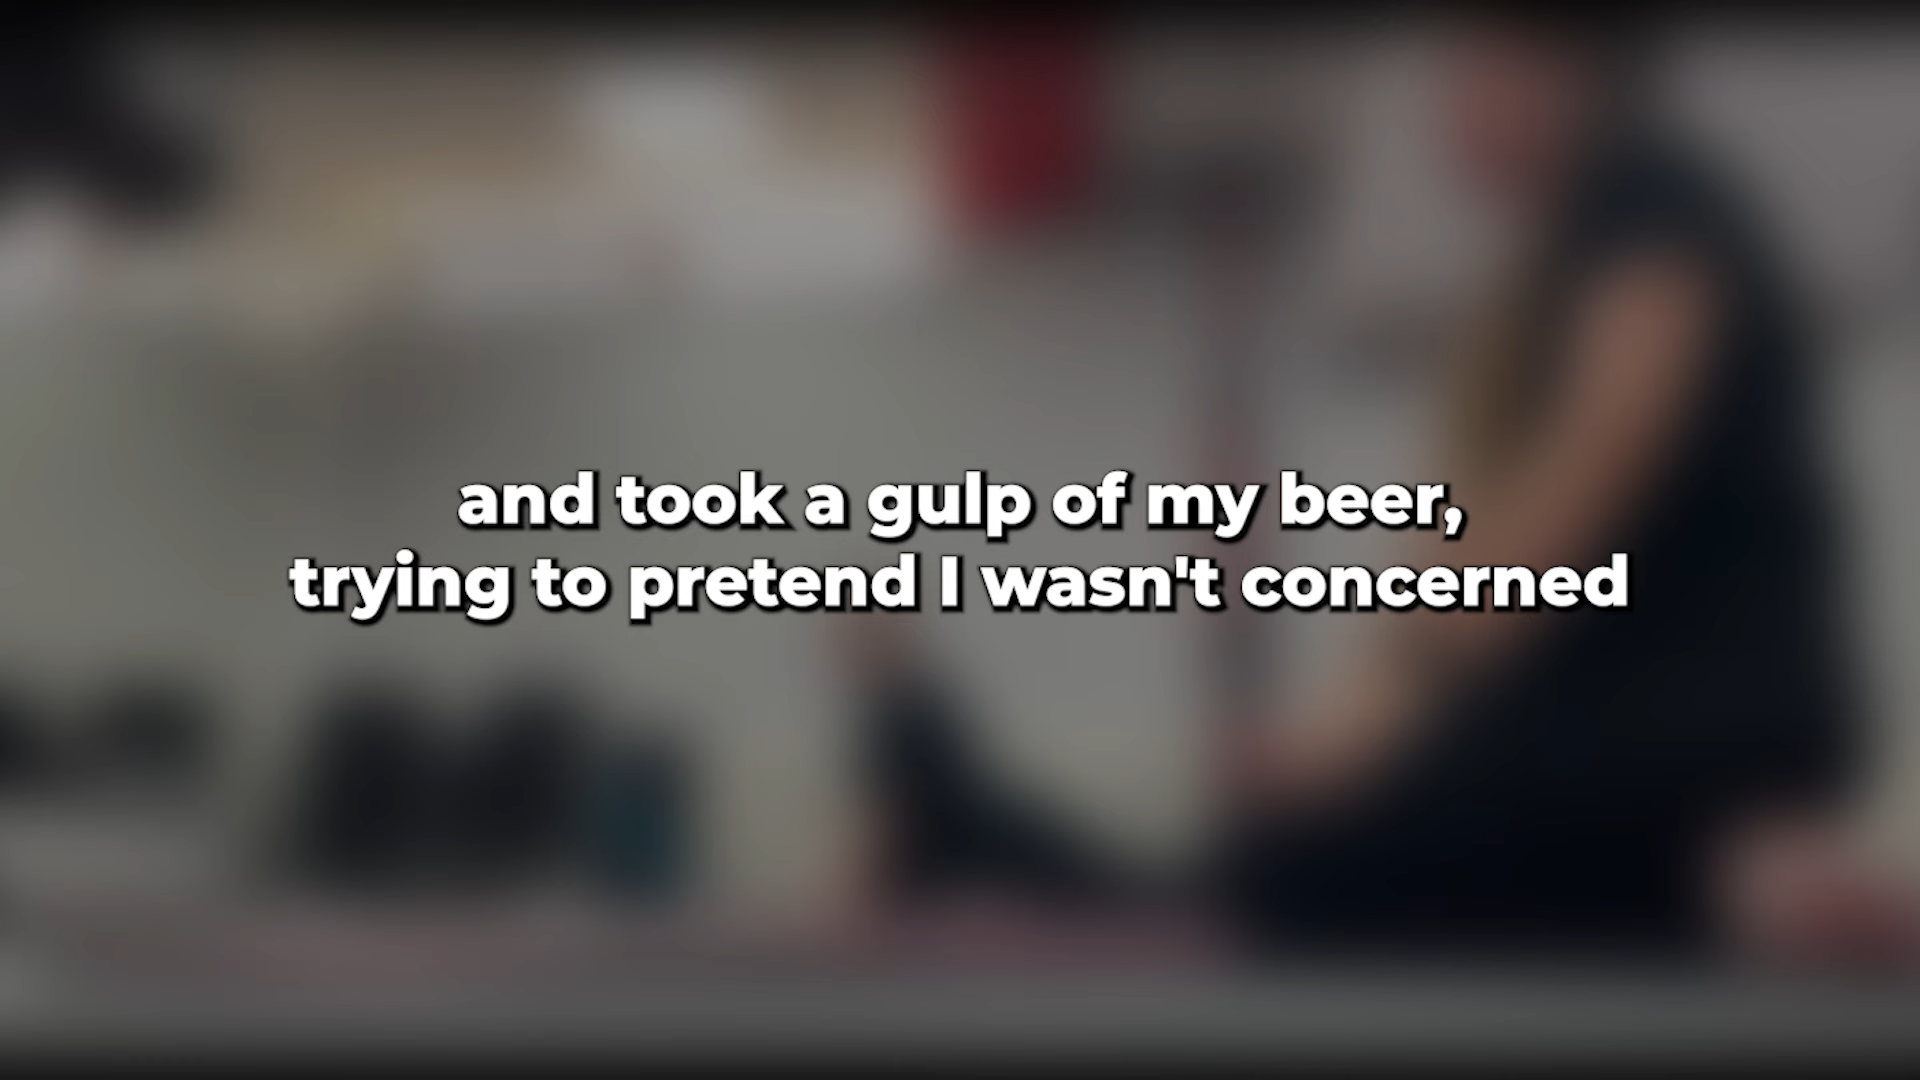 and took a gulp of my beer,
trying to pretend I wasn't concerned